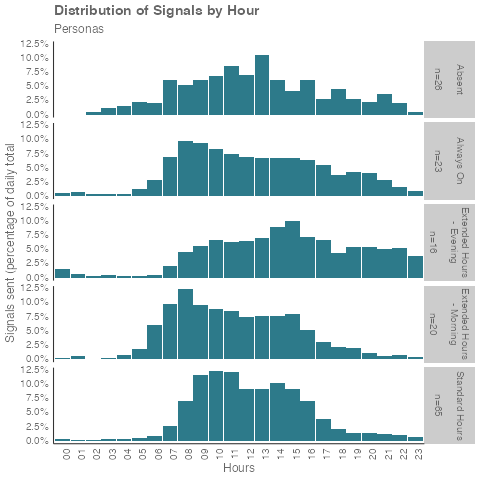 Distribution of Signals by Hour
Personas
Signals sent (percentage of daily total
12.5%
10.0%
7.5%
5.0%
2.5%
0.0%
Absent
n=26
12.5%
10.0%
7.5%
5.0%
2.5%
0.0%
Always On
n=23
12.5%
10.0%
7.5%
5.0%
2.5%
0.0%
Extended Hours
- Evening
n=16
12.5%
10.0%
7.5%
5.0%
2.5%
0.0%
Extended Hours
- Morning
n=20
12.5%
10.0%
7.5%
5.0%
2.5%
0.0%
Standard Hours
n=65
00 01 02 03 04 05 06 07 08 09 10 11 12 13 14 15 16 17 18 19 20 21 22 23
Hours